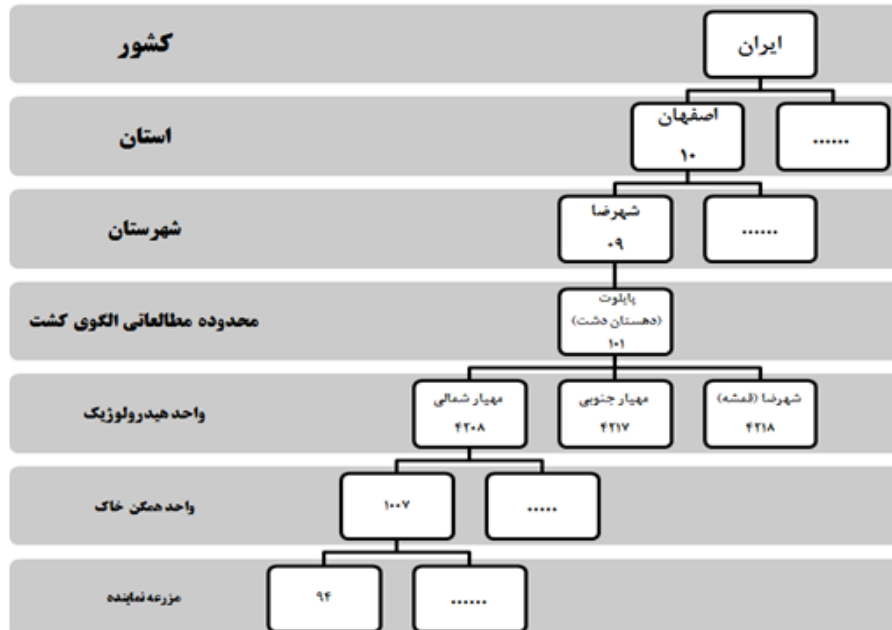 کشور
ایران
استان
اصفهان
۱۰
......
شهرستان
شهرضا
۰۹
......
محدوده مطالعاتی الگوی کشت
پایلوت
(دهستان دشت)
۱۰۱
واحد هیدرولوژیک
شهرضا (قمشه)
۴۲۱۸
مهیار جنوبی
۴۲۱۷
مهیار شمالی
۴۲۰۸
واحد همگن خاک
۱۰۰۷
.....
مزرعه نماینده
۹۴
......